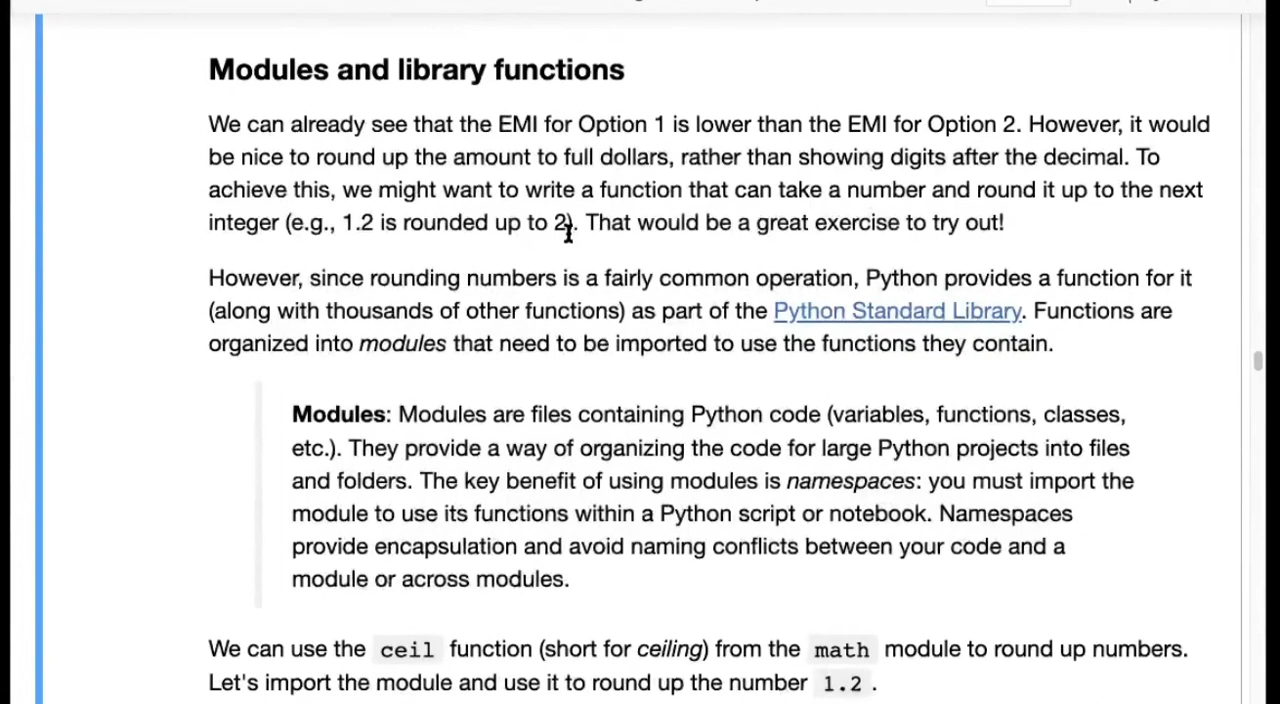 Modules and library functions
We can already see that the EMI for Option 1 is lower than the EMI for Option 2. However, it would
be nice to round up the amount to full dollars, rather than showing digits after the decimal. To
achieve this, we might want to write a function that can take a number and round it up to the next
integer (e.g., 1.2 is rounded up to 2). That would be a great exercise to try out!
However, since rounding numbers is a fairly common operation, Python provides a function for it
(along with thousands of other functions) as part of the Python Standard Library. Functions are
organized into modules that need to be imported to use the functions they contain.
Modules: Modules are files containing Python code (variables, functions, classes,
etc.). They provide a way of organizing the code for large Python projects into files
and folders. The key benefit of using modules is namespaces: you must import the
module to use its functions within a Python script or notebook. Namespaces
provide encapsulation and avoid naming conflicts between your code and a
module or across modules.
We can use the ceil function (short for ceiling) from the math module to round up numbers.
Let's import the module and use it to round up the number 1.2 .